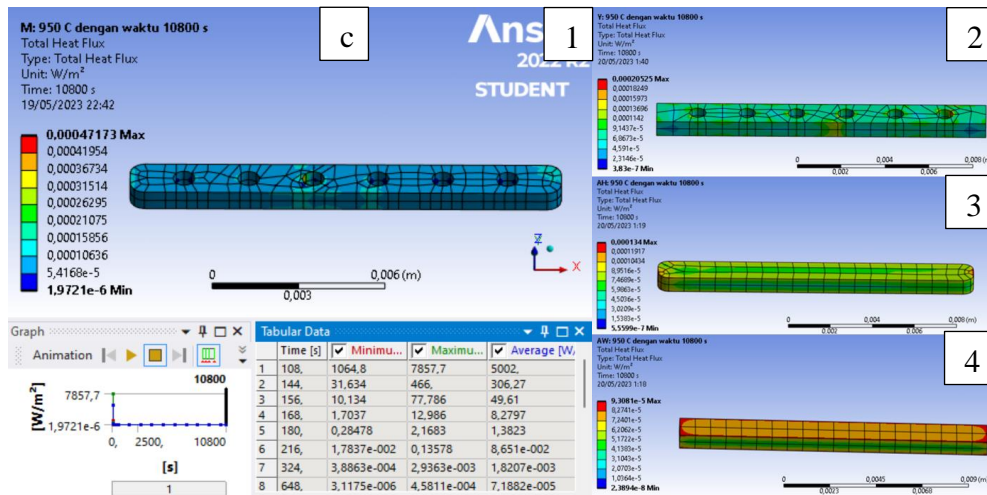 M: 950 C dengan waktu 10800 s
Total Heat Flux
Type: Total Heat Flux
Unit: W/m²
Time: 10800 s
19/05/2023 22:42
0,00047173 Max
0,00041954
0,00036734
0,00031514
0,00026295
0,00021075
0,00015856
0,00010636
5,4168e-5
1,9721e-6 Min
c
1
Ans
2022 R2
STUDENT
Z
X
0
0,006 (m)
0,003
Graph
Animation
10800
[W/m²]
7857,7
1,9721e-6
0, 2500, 10800
[s]
1
Tabular Data
Time [s] Minimu... Maximu... Average [W/
1 108, 1064,8 7857,7 5002,
2 144, 31,634 466, 306,27
3 156, 10,134 77,786 49,61
4 168, 1,7037 12,986 8,2797
5 180, 0,28478 2,1683 1,3823
6 216, 1,7837e-002 0,13578 8,651e-002
7 324, 3,8863e-004 2,9363e-003 1,8207e-003
8 648, 3,1175e-006 4,5811e-004 7,1882e-005
2
Y: 950 C dengan waktu 10800 s
Total Heat Flux
Type: Total Heat Flux
Unit: W/m²
Time: 10800 s
20/05/2023 1:40
0,00020525 Max
0,00018249
0,00015973
0,00013696
0,0001142
9,1437e-5
6,8673e-5
4,591e-5
2,3146e-5
3,83e-7 Min
0 0,004 0,008 (m)
0,002 0,006
3
AH: 950 C dengan waktu 10800 s
Total Heat Flux
Type: Total Heat Flux
Unit: W/m²
Time: 10800 s
20/05/2023 1:19
0,000134 Max
0,00011917
0,00010434
8,9516e-5
7,4689e-5
5,9863e-5
4,5036e-5
3,0209e-5
1,5383e-5
5,5599e-7 Min
0 0,004 0,008 (m)
0,002 0,006
4
AW: 950 C dengan waktu 10800 s
Total Heat Flux
Type: Total Heat Flux
Unit: W/m²
Time: 10800 s
20/05/2023 1:18
9,3081e-5 Max
8,2741e-5
7,2401e-5
6,2062e-5
5,1722e-5
4,1383e-5
3,1043e-5
2,0703e-5
1,0364e-5
2,3894e-8 Min
0 0,0045 0,009 (m)
0,0023 0,0068